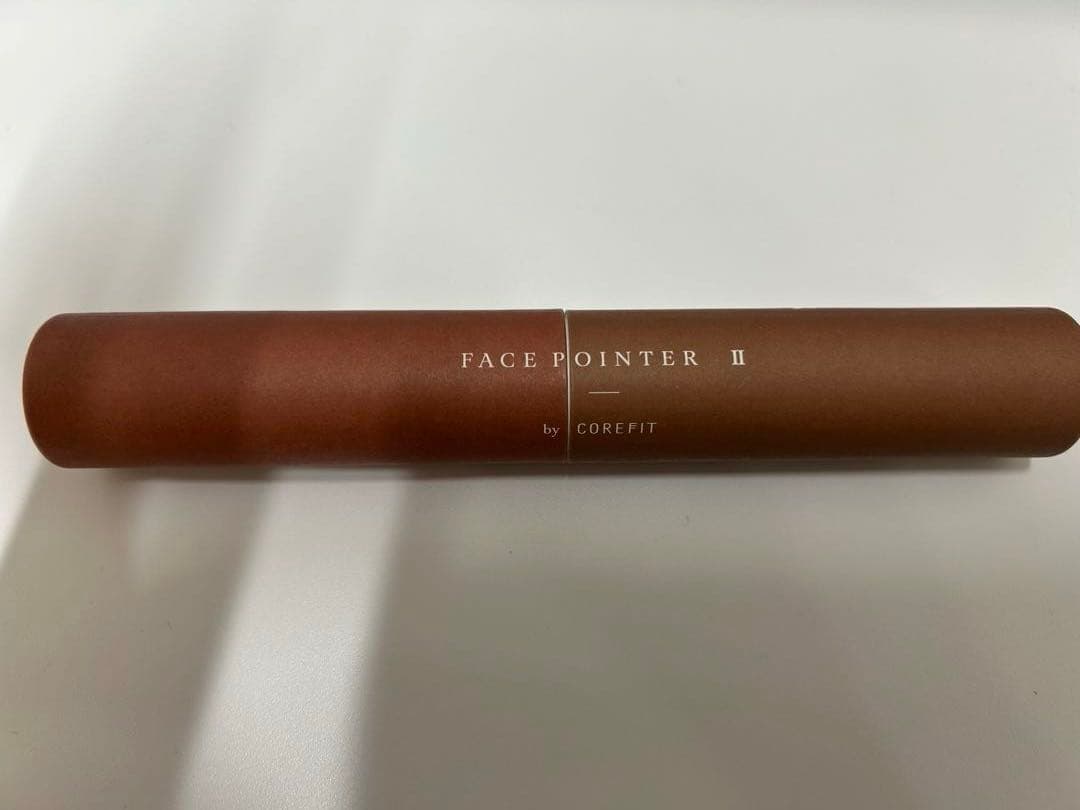 FACE POINTER Ⅱ
by COREFIT